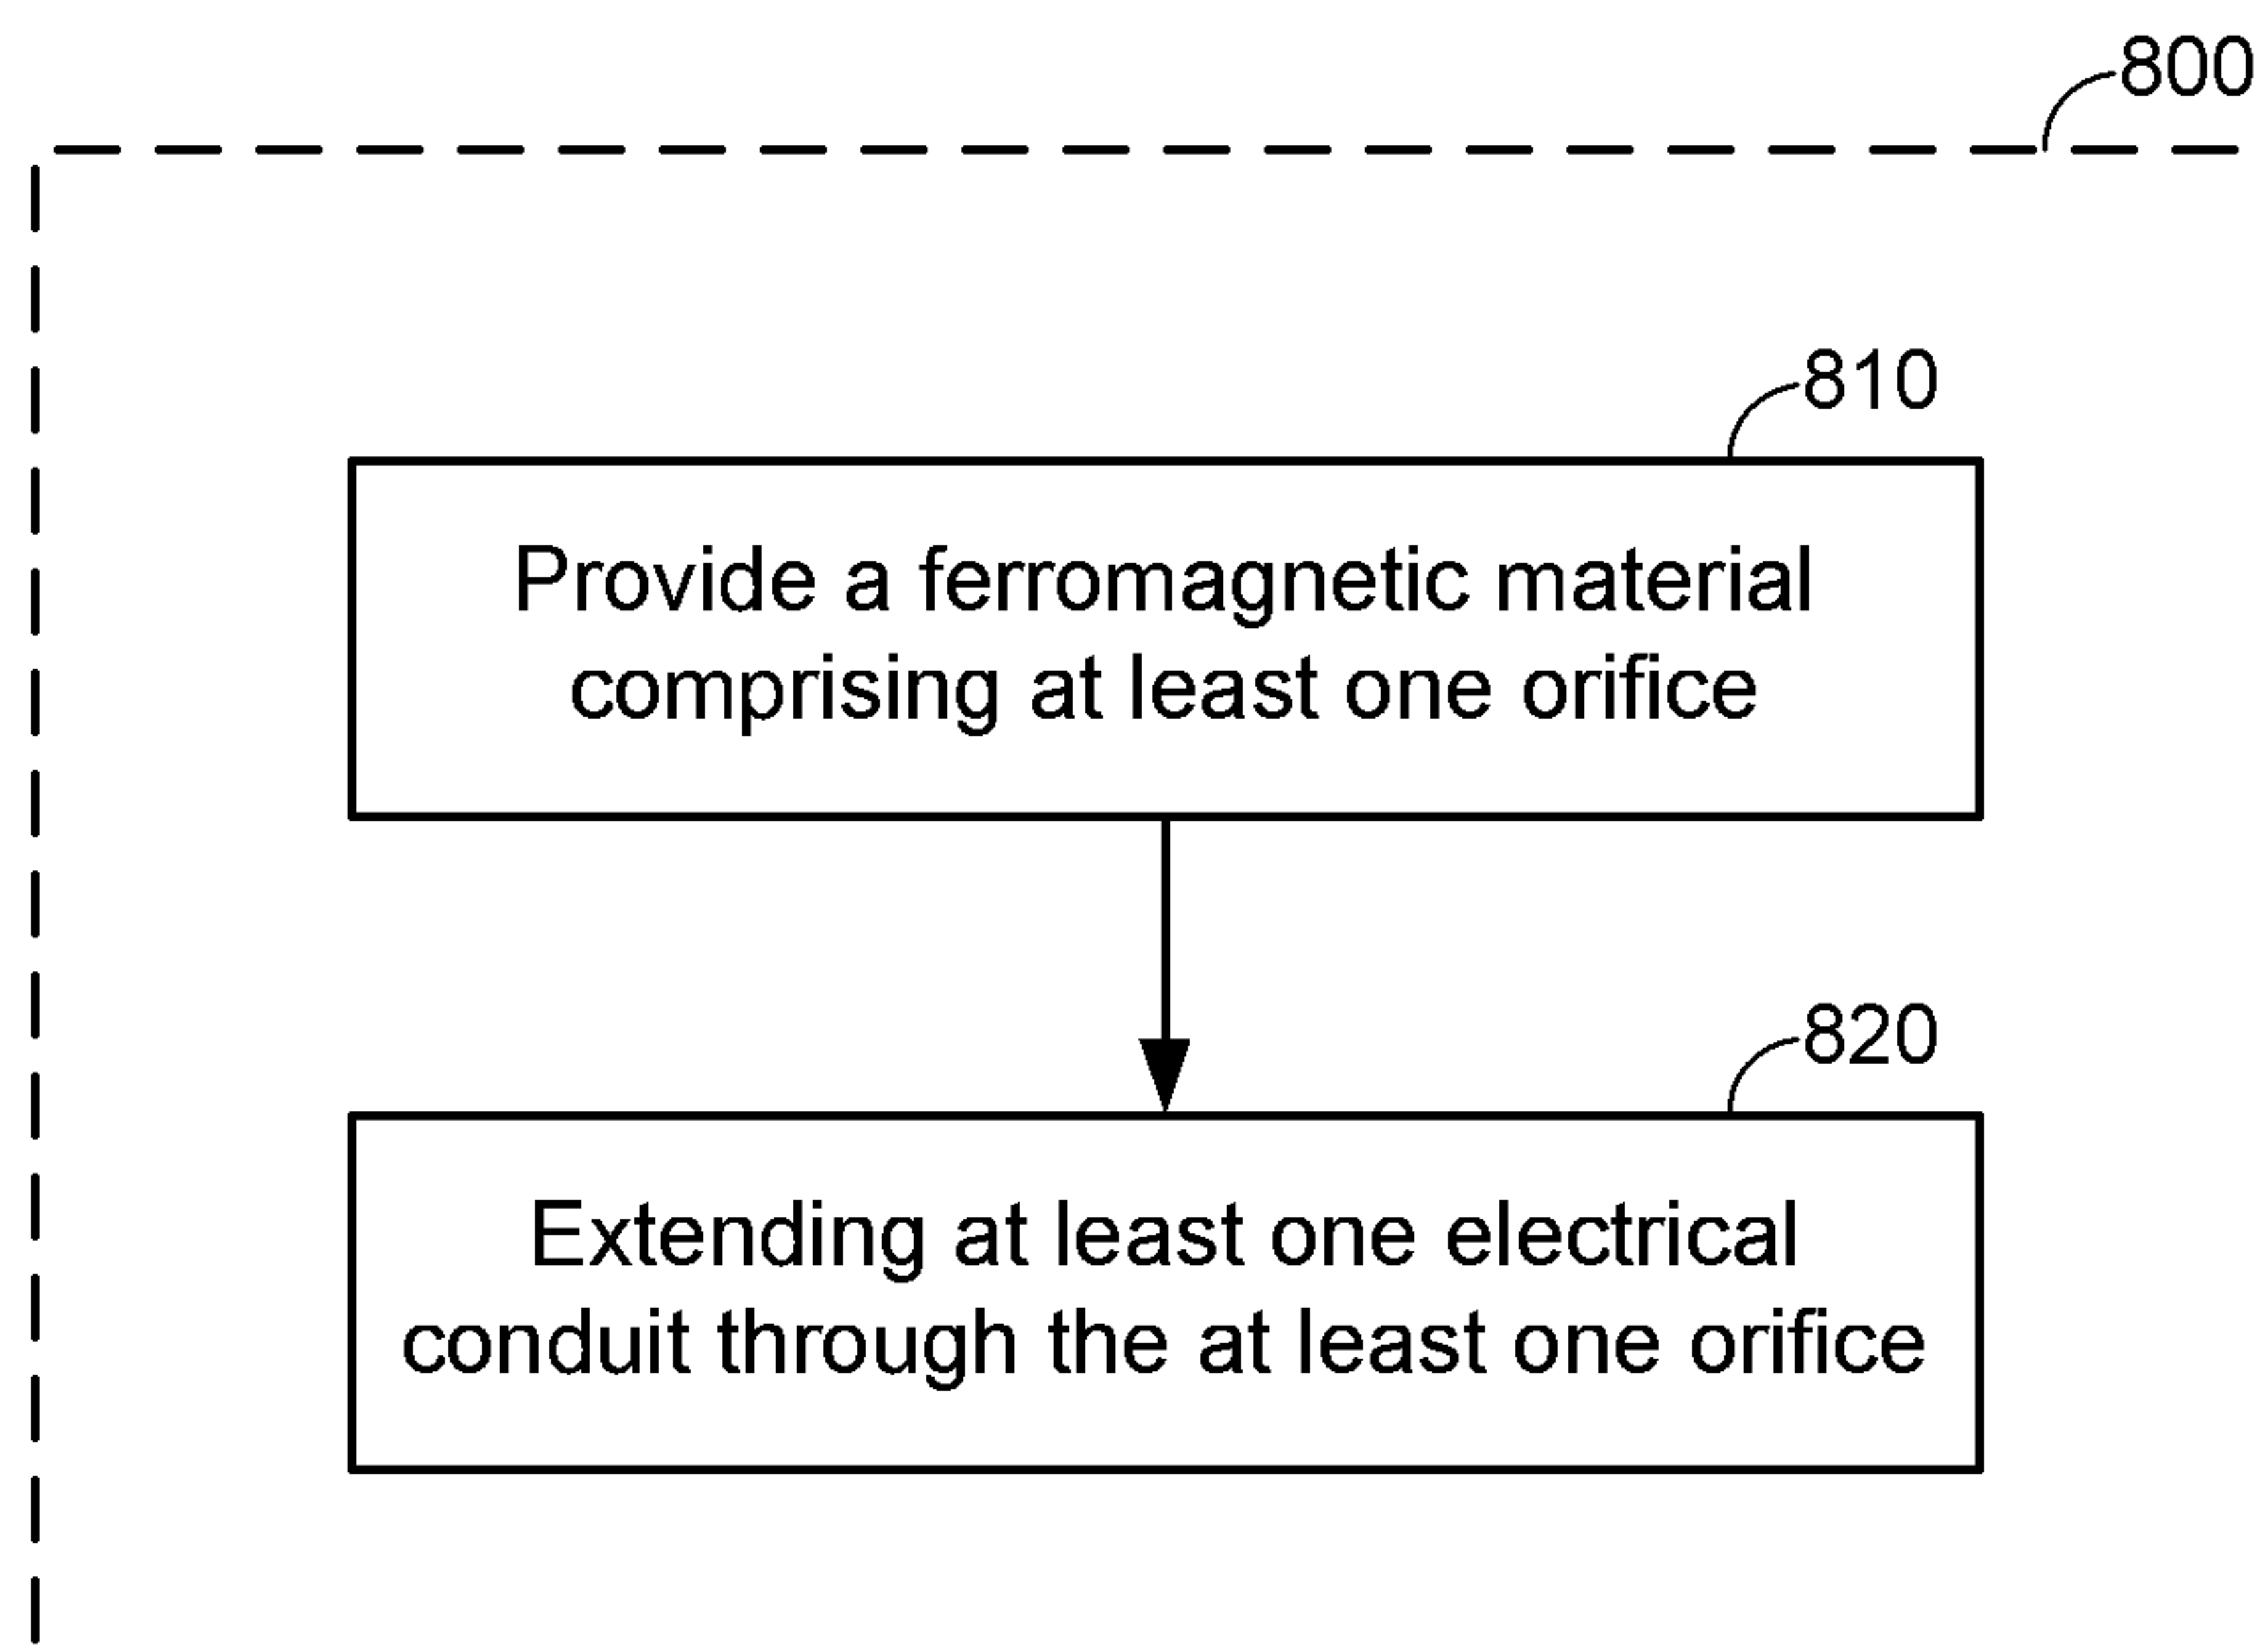 800
810
Provide a ferromagnetic material
comprising at least one orifice
820
Extending at least one electrical
conduit through the at least one orifice